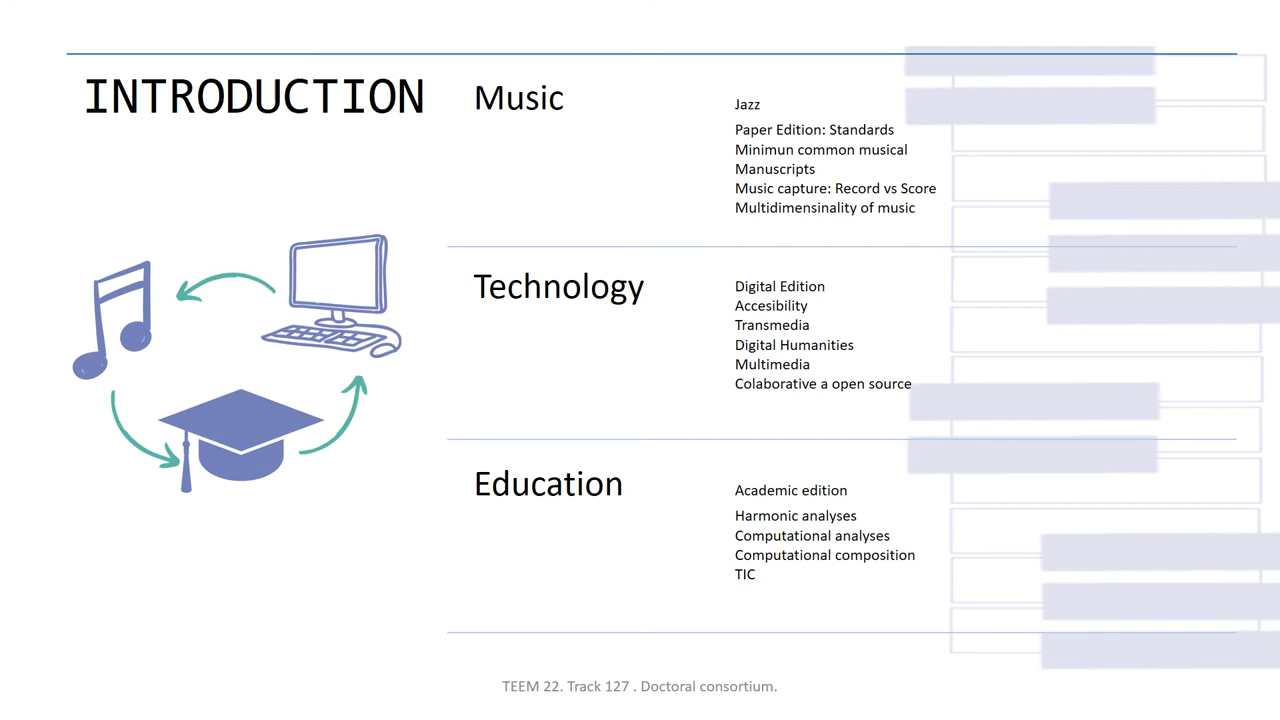 INTRODUCTION
Music
Jazz
Paper Edition: Standards
Minimun common musical
Manuscripts
Music capture: Record vs Score
Multidimensinality of music
Technology
Digital Edition
Accesibility
Transmedia
Digital Humanities
Multimedia
Colaborative a open source
Education
Academic edition
Harmonic analyses
Computational analyses
Computational composition
TIC
TEEM 22. Track 127 . Doctoral consortium.